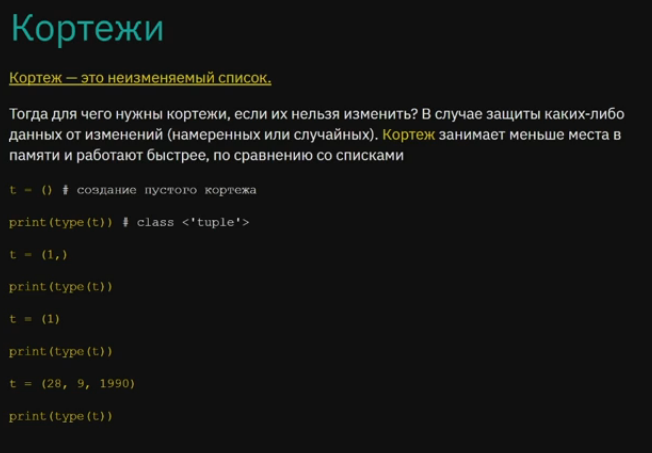 Кортежи
Кортеж — это неизменяемый список.
Тогда для чего нужны кортежи, если их нельзя изменить? В случае защиты каких-либо
данных от изменений (намеренных или случайных). Кортеж занимает меньше места в
памяти и работают быстрее, по сравнению со списками
t = () # создание пустого кортежа
print(type(t)) # class <'tuple'>
t = (1,)
print(type(t))
t = (1)
print(type(t))
t = (28, 9, 1990)
print(type(t))